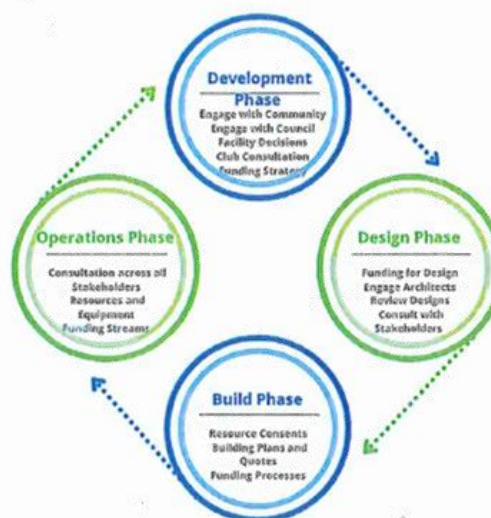 Development
Phase
Engage with Community
Engage with Council
Facility Decisions
Club Consultation
Funding Strategy
Operations Phase
Consultation across all
Stakeholders
Resources and
Equipment
Funding Streams
Design Phase
Funding for Design
Engage Architects
Review Designs
Consult with
Stakeholders
Build Phase
Resource Consents
Building Plans and
Quotes
Funding Processes